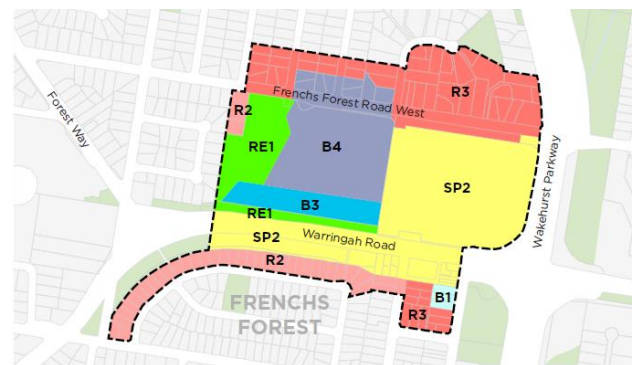 R3
Frenchs Forest Road West
Forest Way
R2
RE1
B4
SP2
Wakehurst Parkway
B3
RE1
SP2
Warringah Road
R2
B1
FRENCHS
FOREST
R3